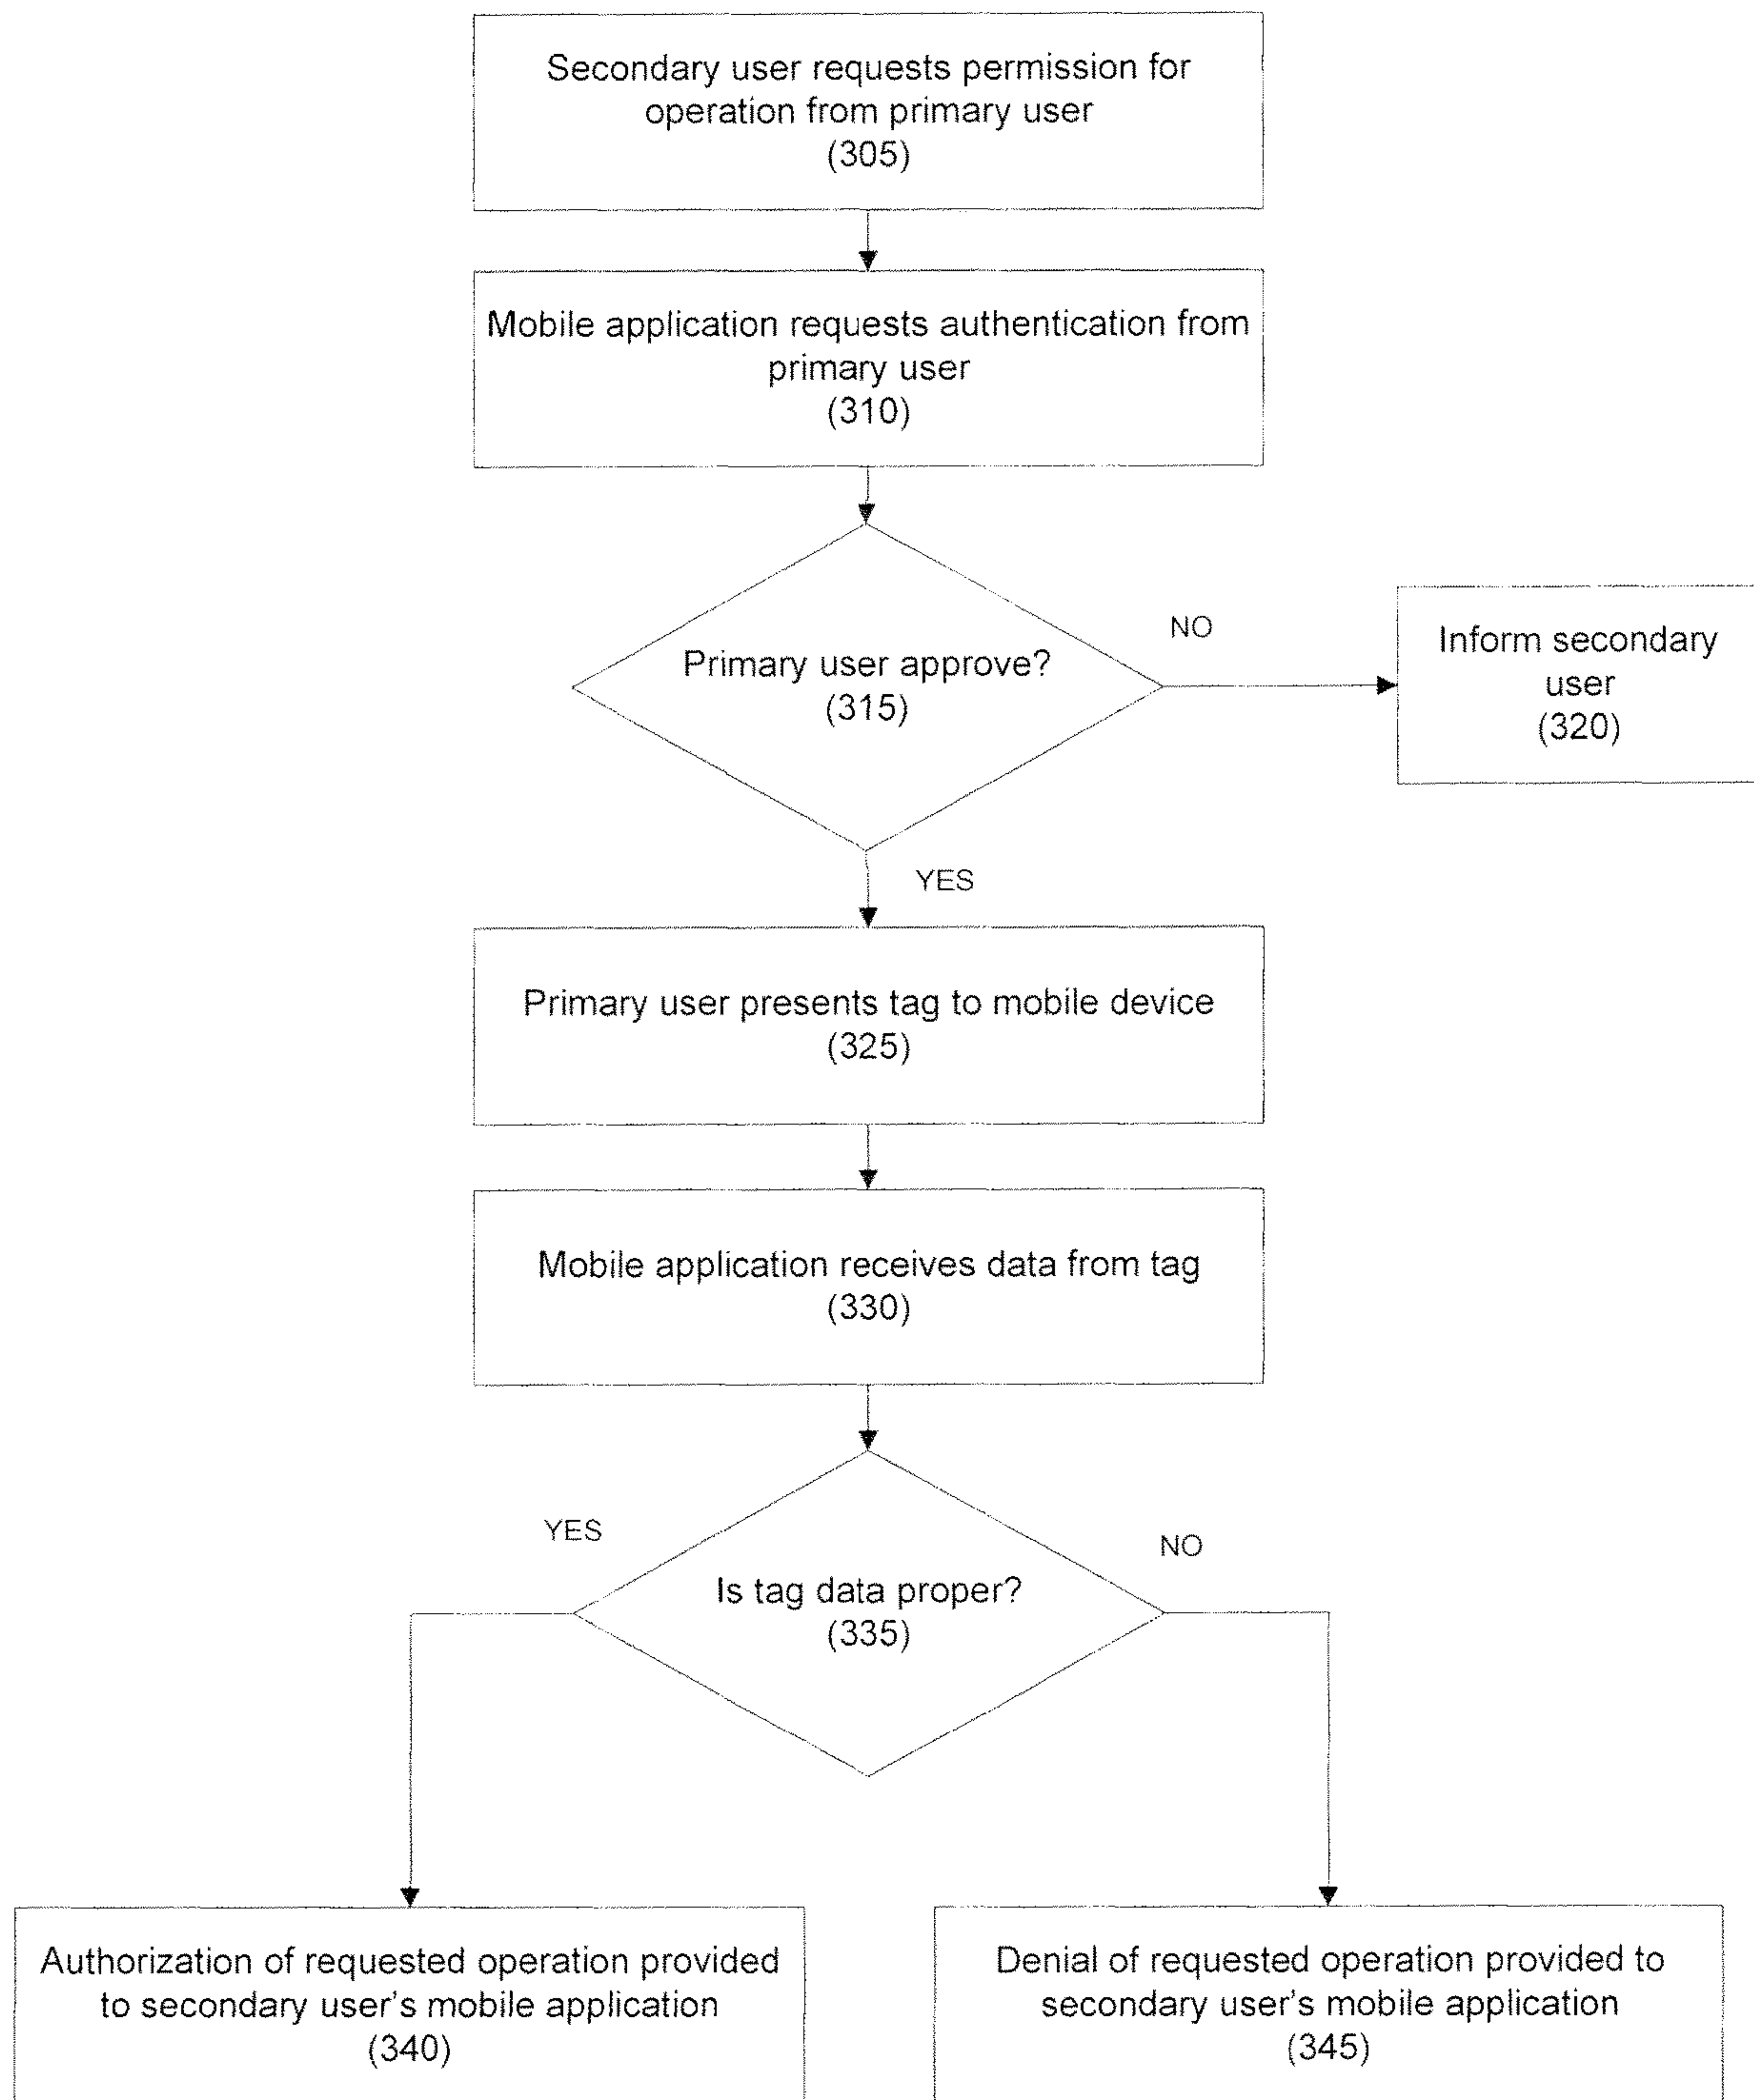 Secondary user requests permission for
operation from primary user
(305)
Mobile application requests authentication from
primary user
(310)
Primary user approve?
(315)
NO
Inform secondary
user
(320)
YES
Primary user presents tag to mobile device
(325)
Mobile application receives data from tag
(330)
YES
NO
Is tag data proper?
(335)
Authorization of requested operation provided
to secondary user's mobile application
(340)
Denial of requested operation provided to
secondary user's mobile application
(345)